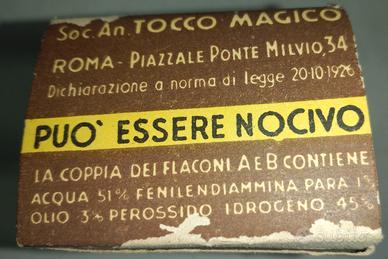 Soc. An. TOCCO MAGICO
ROMA - PIAZZALE PONTE MILVIO, 34
Dichiarazione a norma di legge 20-10-1926
PUO' ESSERE NOCIVO
LA COPPIA DEI FLACONI A e B CONTIENE
ACQUA 51% FENILENDIAMMINA PARA
OLIO 3% PEROSSIDO IDROGENO 45%